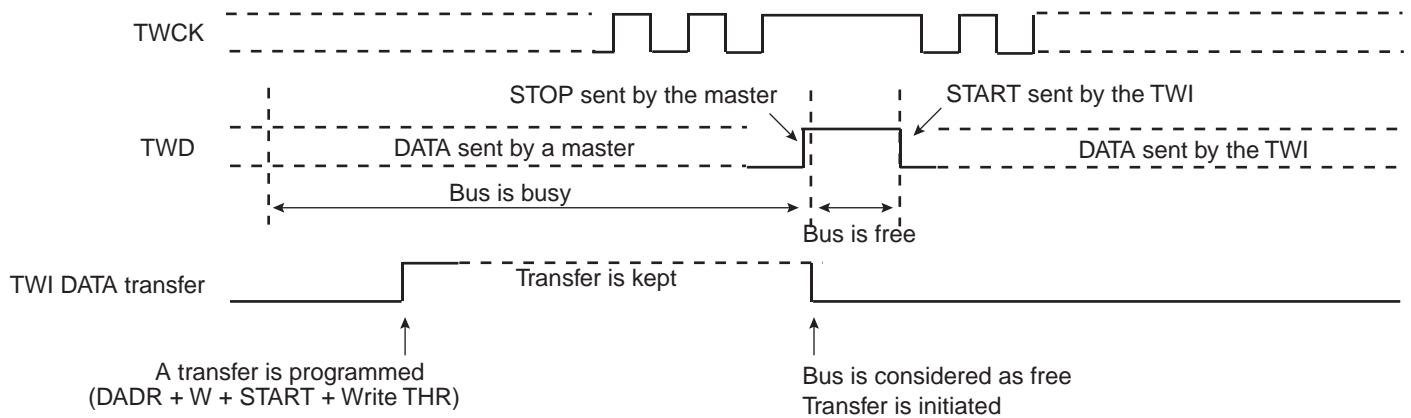 TWCK
STOP sent by the master
START sent by the TWI
TWD
DATA sent by a master
DATA sent by the TWI
Bus is busy
Bus is free
TWI DATA transfer
Transfer is kept
A transfer is programmed
(DADR + W + START + Write THR)
Bus is considered as free
Transfer is initiated